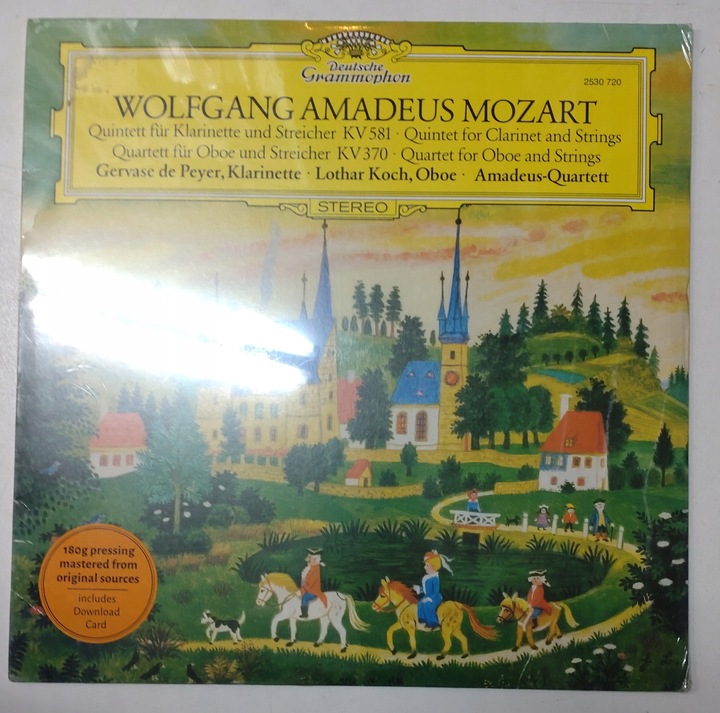 Deutsche
Grammophon
2530 720
WOLFGANG AMADEUS MOZART
Quintett für Klarinette und Streicher KV 581 · Quintet for Clarinet and Strings
Quartett für Oboe und Streicher KV 370 · Quartet for Oboe and Strings
Gervase de Peyer, Klarinette · Lothar Koch, Oboe · Amadeus-Quartett
STEREO
180g pressing
mastered from
original sources
includes
Download
Card